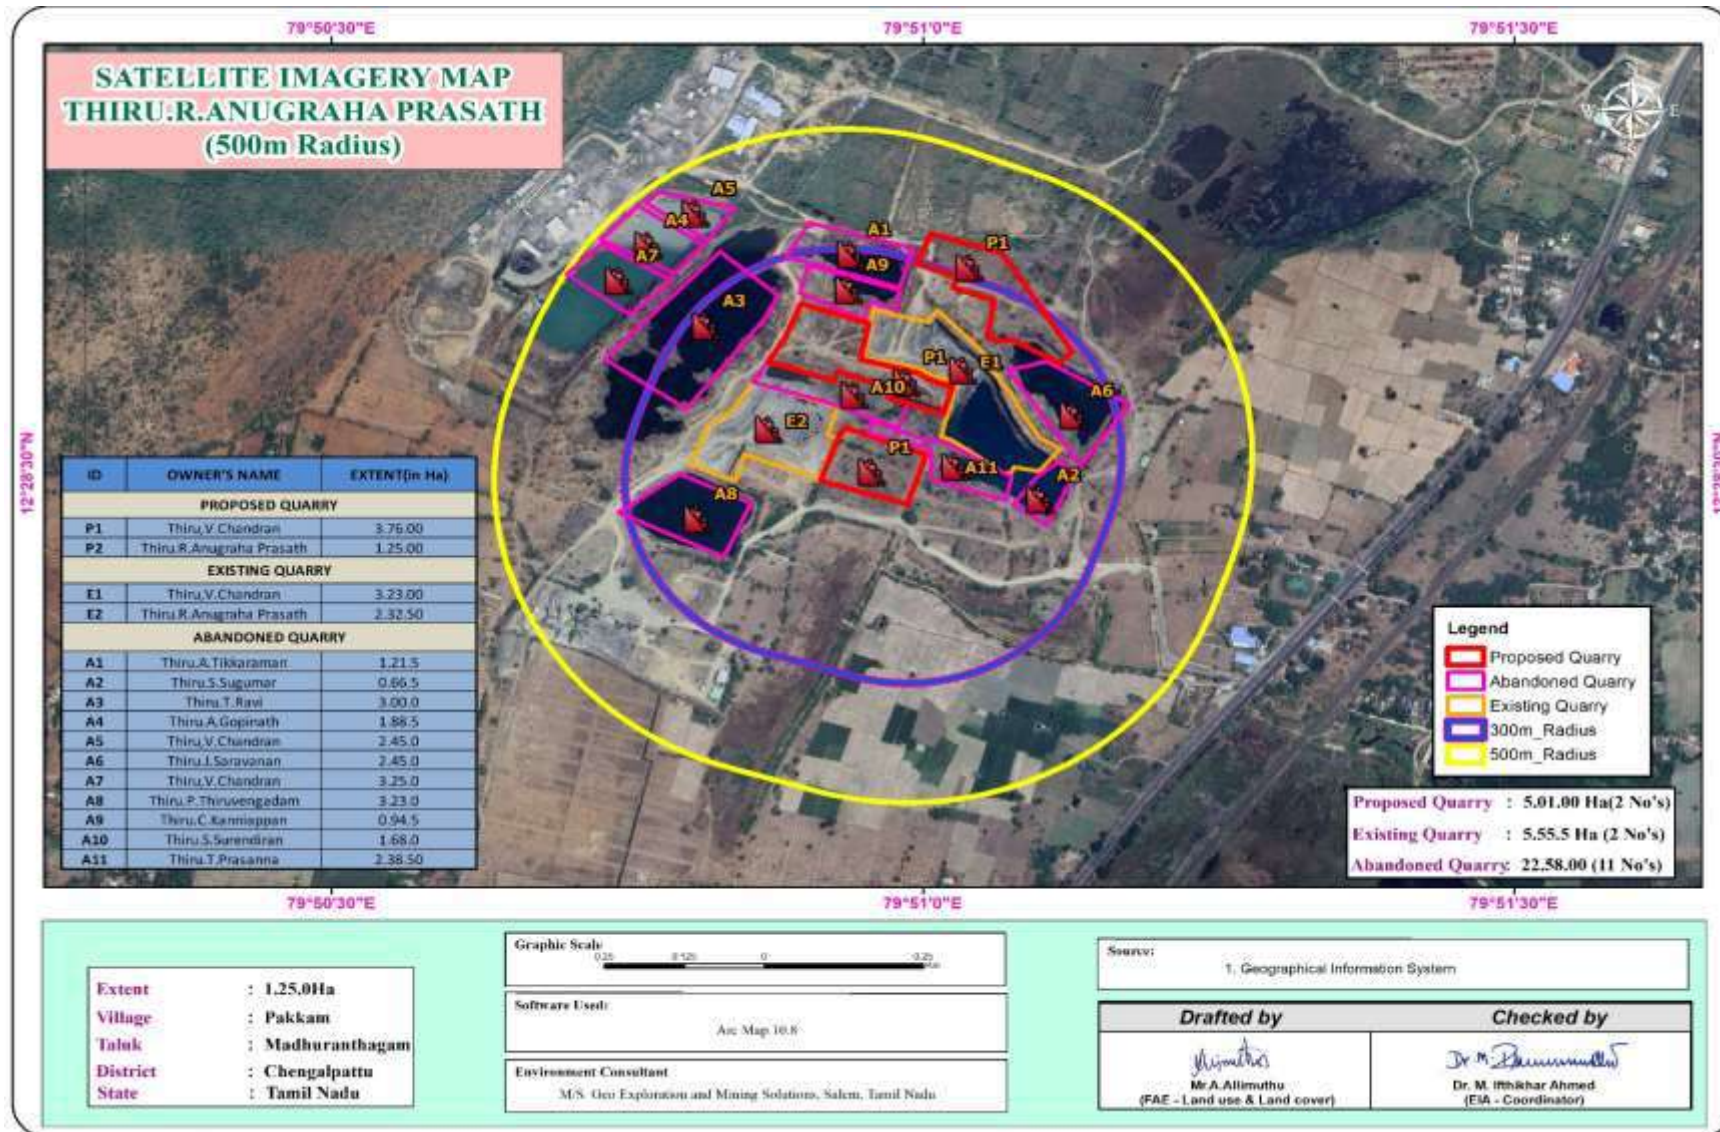 79°50'30"E 79°51'0"E 79°51'30"E
SATELLITE IMAGERY MAP
THIRU.R.ANUGRAHA PRASATH
(500m Radius)
W E
A5
A4
A1
A7
A9
P1
A3
P1
E1
A10
A6
E2
P1
A11
A2
A8
12°28'30"N
12°28'30"N
ID OWNER'S NAME EXTENT(in Ha)
PROPOSED QUARRY
P1 Thiru,V.Chandran 3.76.00
P2 Thiru.R.Anugraha Prasath 1.25.00
EXISTING QUARRY
E1 Thiru,V.Chandran 3.23.00
E2 Thiru.R.Anugraha Prasath 2.32.50
ABANDONED QUARRY
A1 Thiru.A.Tikkaraman 1.21.5
A2 Thiru.S.Sugumar 0.66.5
A3 Thiru.T.Ravi 3.00.0
A4 Thiru.A.Gopinath 1.88.5
A5 Thiru,V.Chandran 2.45.0
A6 Thiru.J.Saravanan 2.45.0
A7 Thiru,V.Chandran 3.25.0
A8 Thiru.P.Thiruvengadam 3.23.0
A9 Thiru.C.Kanniappan 0.94.5
A10 Thiru.S.Surendiran 1.68.0
A11 Thiru.T.Prasanna 2.38.50
Legend
Proposed Quarry
Abandoned Quarry
Existing Quarry
300m_Radius
500m_Radius
Proposed Quarry : 5.01.00 Ha(2 No's)
Existing Quarry : 5.55.5 Ha (2 No's)
Abandoned Quarry: 22.58.00 (11 No's)
79°50'30"E 79°51'0"E 79°51'30"E
Extent : 1.25.0Ha
Village : Pakkam
Taluk : Madhuranthagam
District : Chengalpattu
State : Tamil Nadu
Graphic Scale
0.25 0.125 0 0.25
Software Used:
Arc Map 10.8
Environment Consultant
M/S. Geo Exploration and Mining Solutions, Salem, Tamil Nadu
Source:
1. Geographical Information System
Drafted by Checked by
Mr.A.Allimuthu
(FAE - Land use & Land cover)
Dr. M. Ifthikhar Ahmed
(EIA - Coordinator)